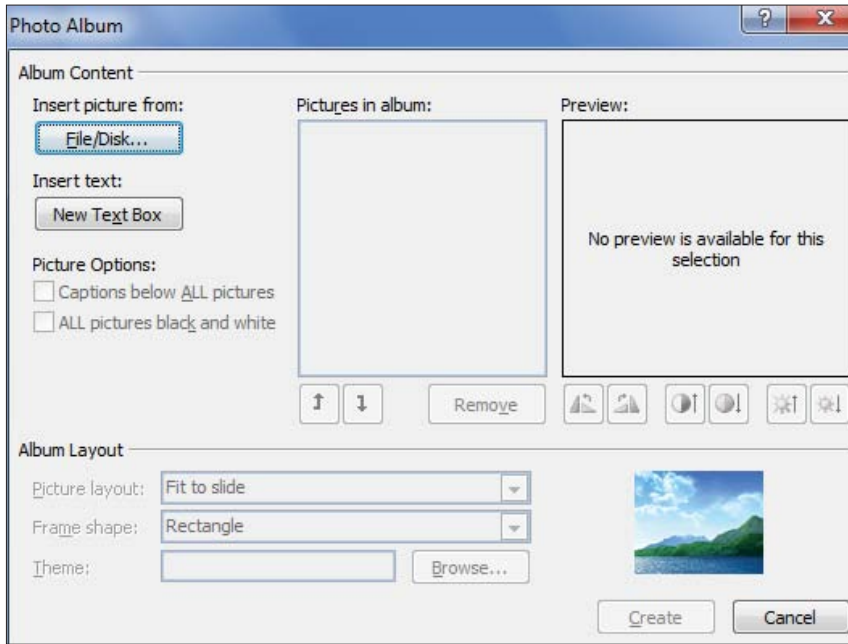 Photo Album
?
Album Content
Insert picture from:
File/Disk...
Insert text:
New Text Box
Picture Options:
Captions below ALL pictures
ALL pictures black and white
Pictures in album:
Remove
Preview:
No preview is available for this
selection
Album Layout
Picture layout:
Fit to slide
Frame shape:
Rectangle
Theme:
Browse...
Create
Cancel